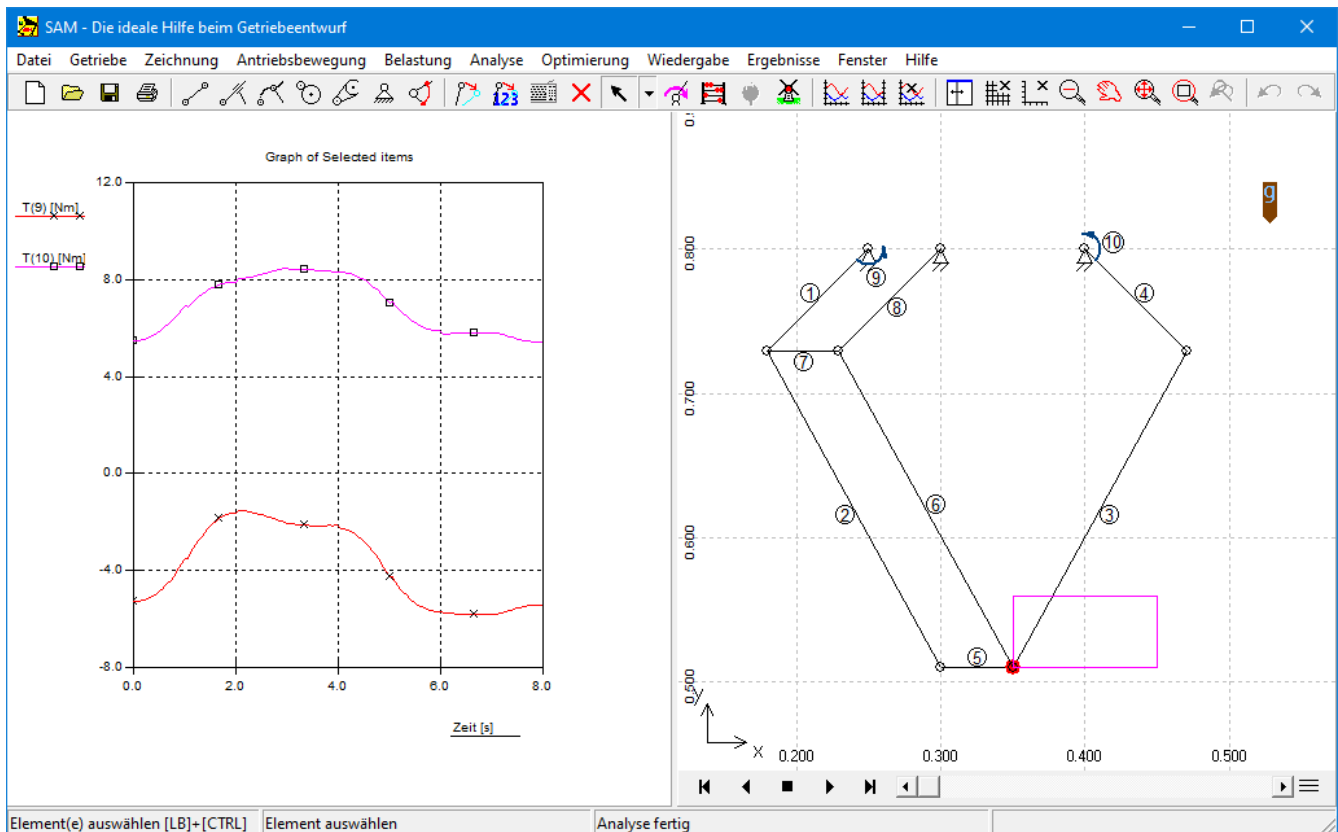 SAM - Die ideale Hilfe beim Getriebeentwurf
Datei Getriebe Zeichnung Antriebsbewegung Belastung Analyse Optimierung Wiedergabe Ergebnisse Fenster Hilfe
123
Graph of Selected items
T(9) [Nm]
T(10) [Nm]
12.0
8.0
4.0
0.0
-4.0
-8.0
0.0 2.0 4.0 6.0 8.0
Zeit [s]
g
0.800
0.700
0.600
0.500
10
9
1
8
4
7
2
6
3
5
y
x
0.200 0.300 0.400 0.500
Element(e) auswählen [LB]+[CTRL] Element auswählen Analyse fertig